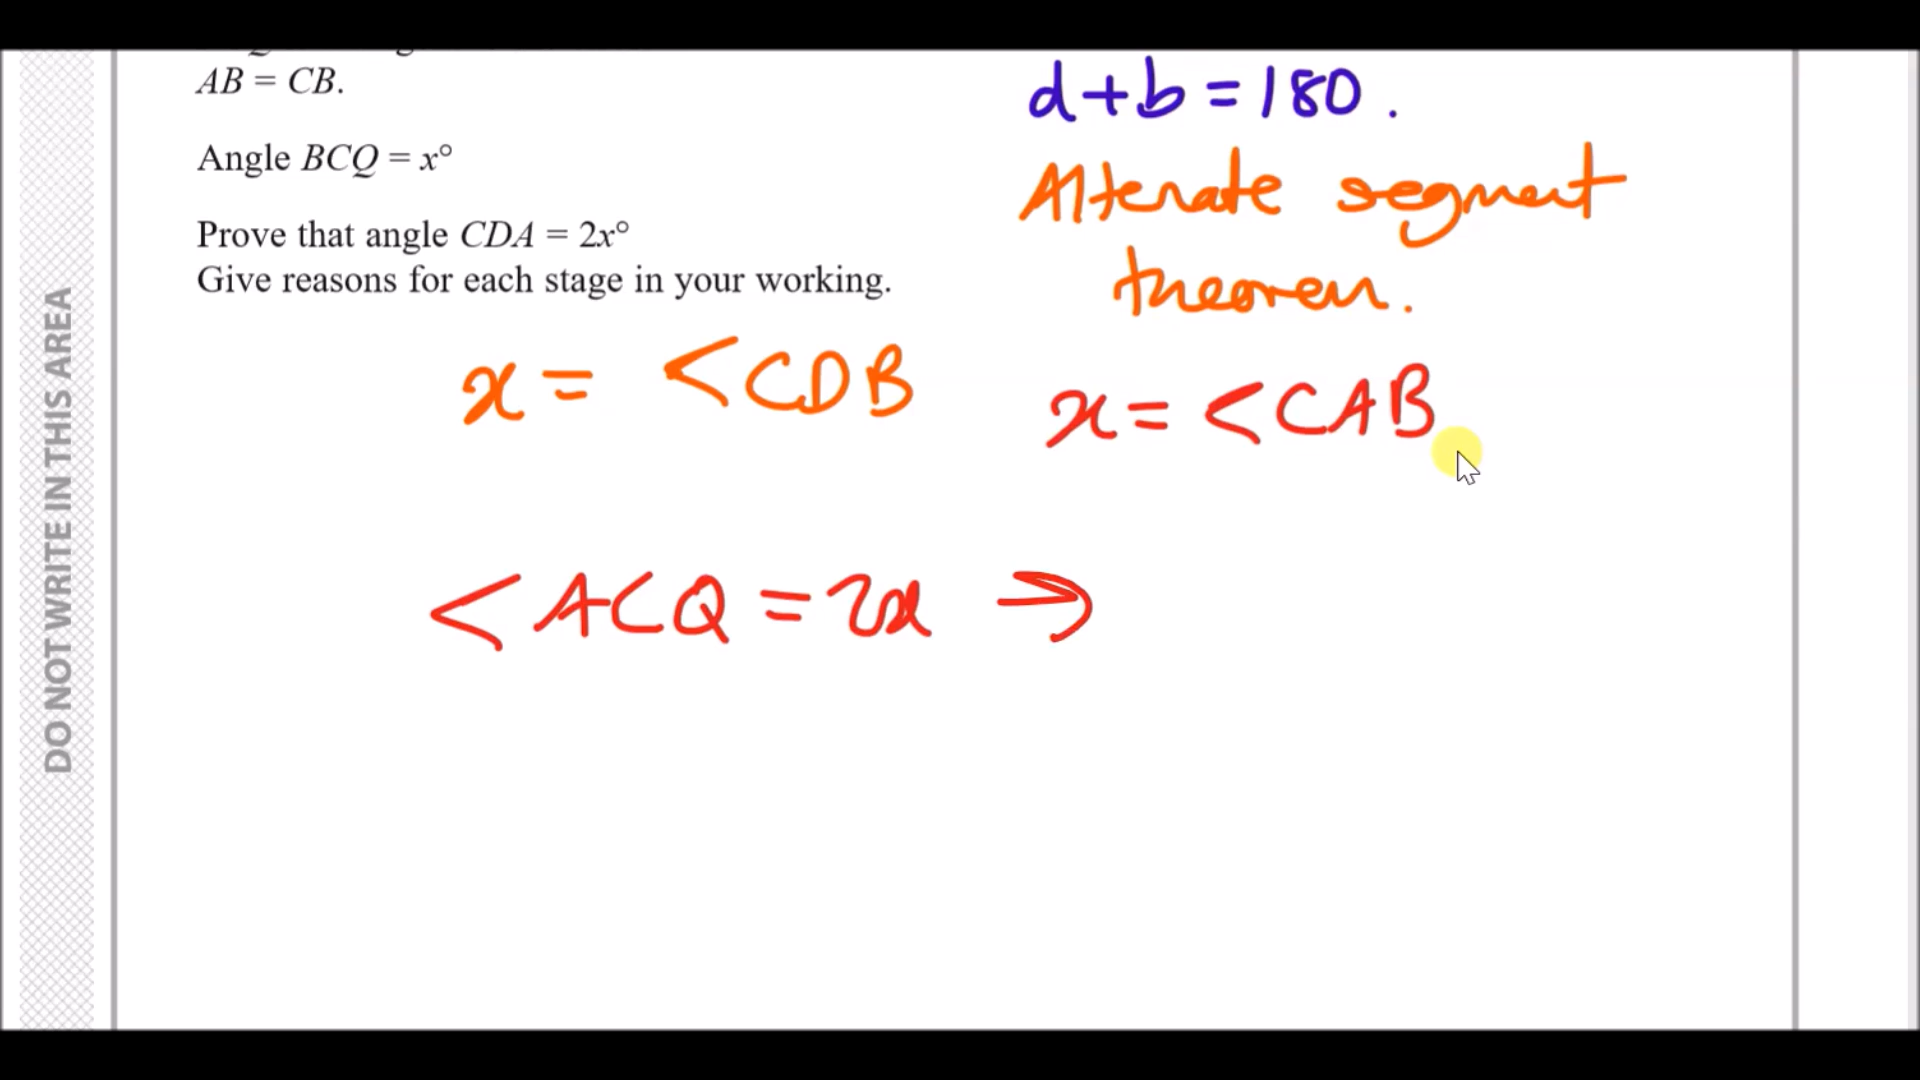 AB = CB.
Angle BCQ = x°
Prove that angle CDA = 2x°
Give reasons for each stage in your working.
d+b=180.
Alternate segment
theorem.
x = <CDB
x = <CAB
<ACQ = 2x ⇒
DO NOT WRITE IN THIS AREA